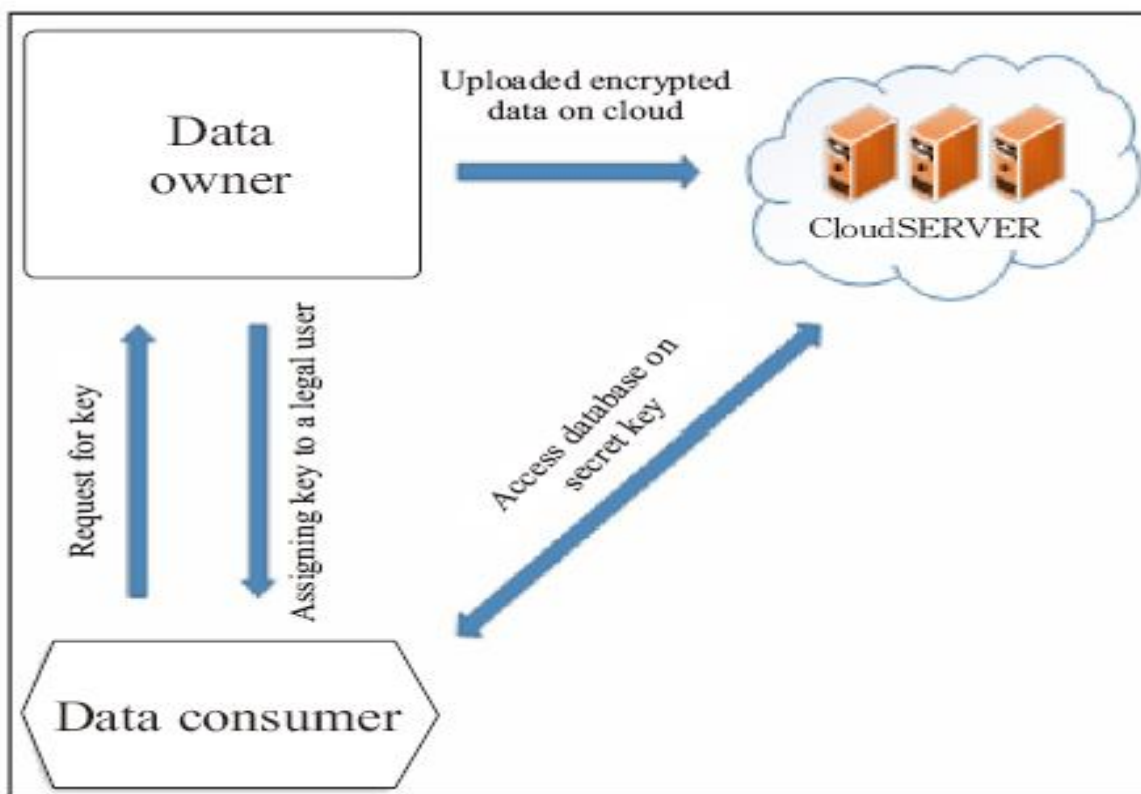 Data
owner
Uploaded encrypted
data on cloud
CloudSERVER
Request for key
Assigning key to a legal user
Access database on
secret key
Data consumer